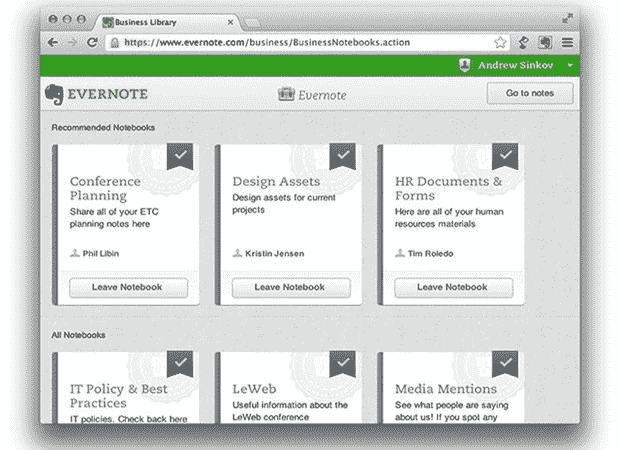 Business Library
https://www.evernote.com/business/BusinessNotebooks.action
Andrew Sinkov
EVERNOTE
Evernote
Go to notes
Recommended Notebooks
Conference
Planning
Share all of your ETC
planning notes here
Phil Libin
Leave Notebook
Design Assets
Design assets for current
projects
Kristin Jensen
Leave Notebook
HR Documents &
Forms
Here are all of your human
resources materials
Tim Roledo
Leave Notebook
All Notebooks
IT Policy & Best
Practices
IT policies. Check back here
LeWeb
Useful information about the
LeWeb conference
Media Mentions
See what people are saying
about us! If you spot any